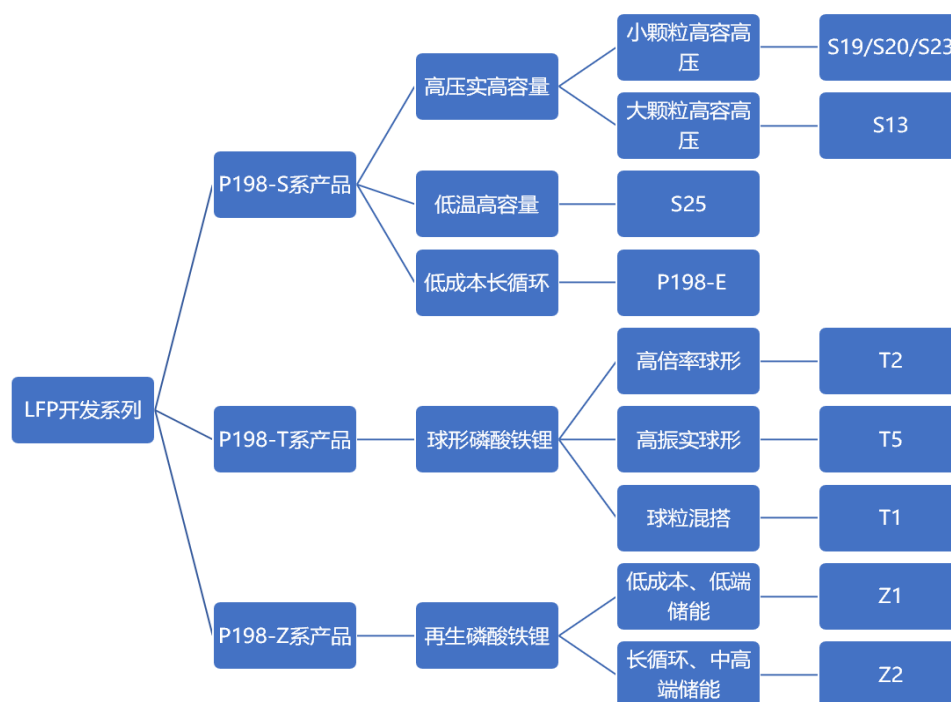 LFP开发系列
P198-S系产品
高压实高容量
小颗粒高容高
压
S19/S20/S23
大颗粒高容高
压
S13
低温高容量
S25
低成本长循环
P198-E
P198-T系产品
球形磷酸铁锂
高倍率球形
T2
高振实球形
T5
球粒混搭
T1
P198-Z系产品
再生磷酸铁锂
低成本、低端
储能
Z1
长循环、中高
端储能
Z2